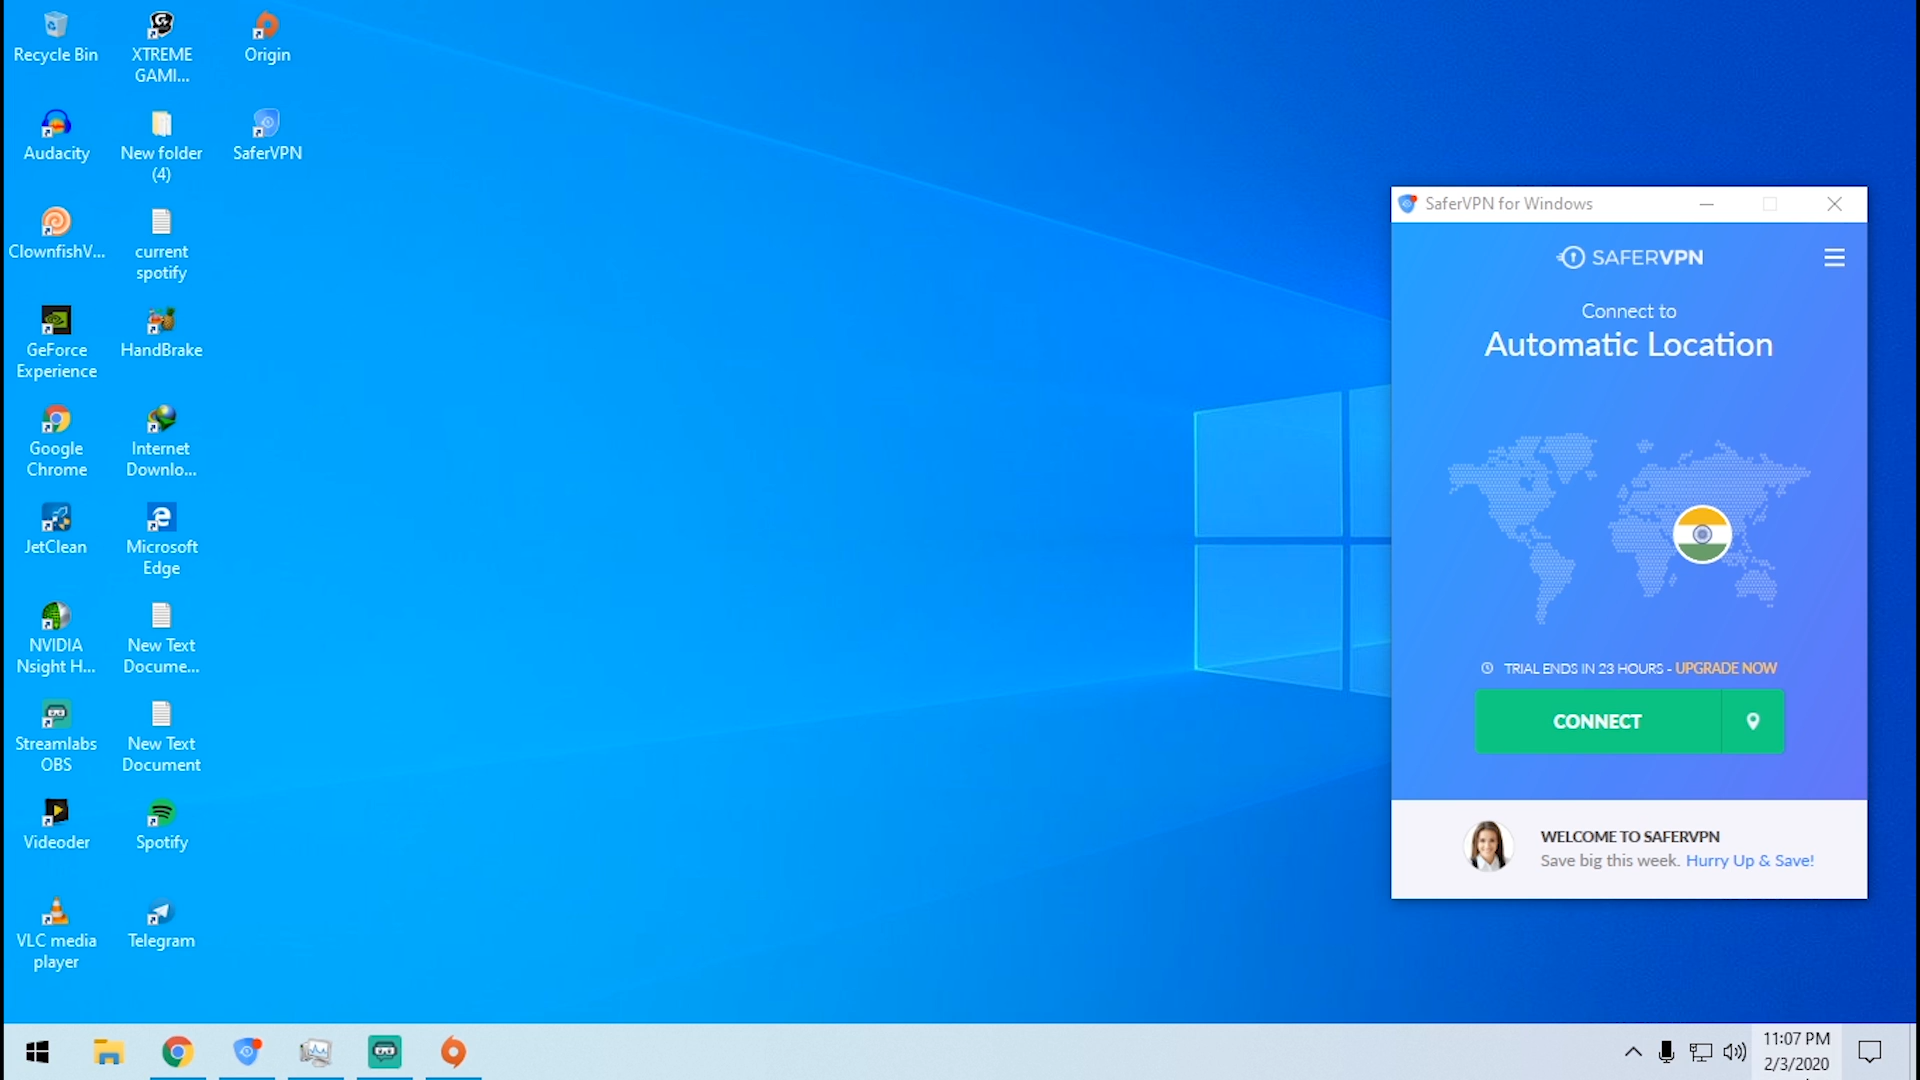 Recycle Bin
XTREME
GAMI...
Origin
Audacity
New folder
(4)
SaferVPN
ClownfishV...
current
spotify
GeForce
Experience
HandBrake
Google
Chrome
Internet
Downlo...
JetClean
Microsoft
Edge
NVIDIA
Nsight H...
New Text
Docume...
Streamlabs
OBS
New Text
Document
Videoder
Spotify
VLC media
player
Telegram
SaferVPN for Windows
SAFERVPN
Connect to
Automatic Location
TRIAL ENDS IN 23 HOURS - UPGRADE NOW
CONNECT
WELCOME TO SAFERVPN
Save big this week. Hurry Up & Save!
11:07 PM
2/3/2020